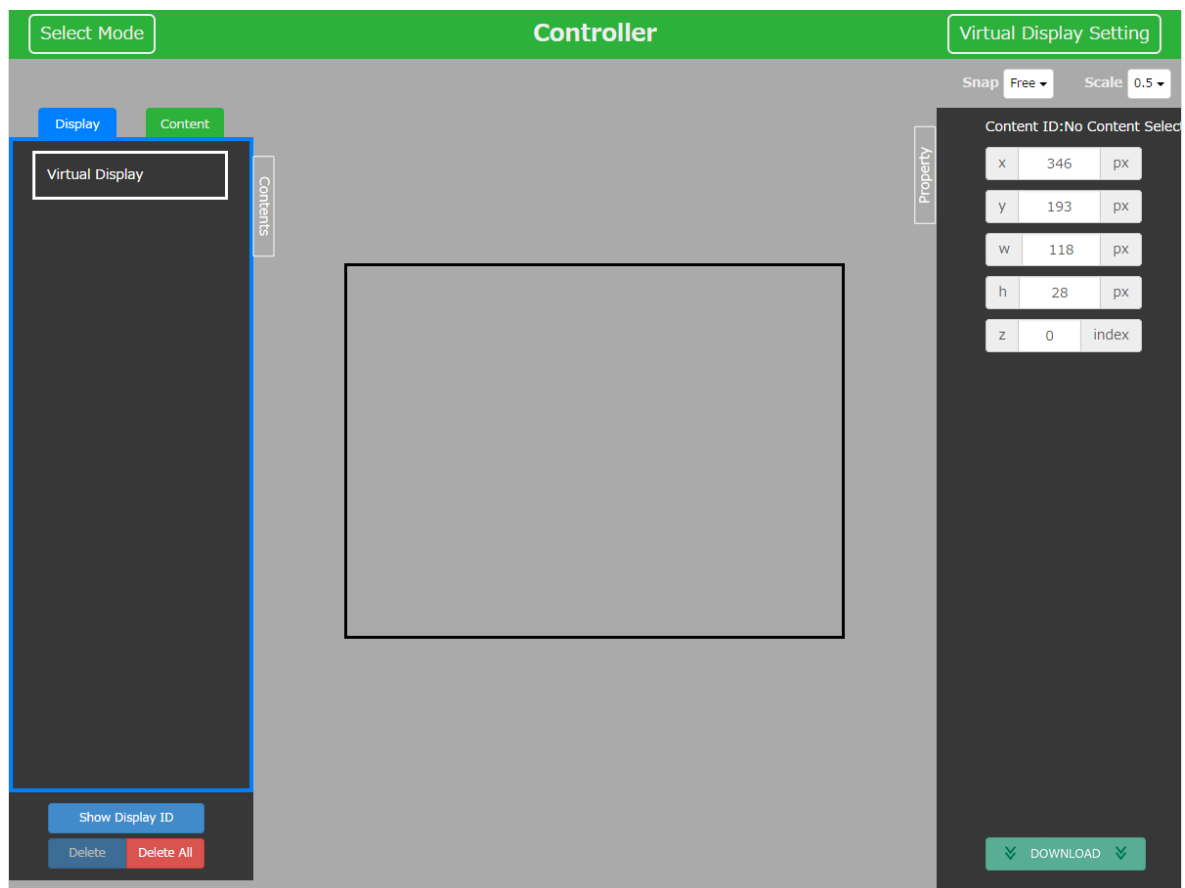 Select Mode
Controller
Virtual Display Setting
Snap Free Scale 0.5
Display Content
Virtual Display
Contents
Property
Content ID:No Content Selec
x 346 px
y 193 px
w 118 px
h 28 px
z 0 index
Show Display ID
Delete Delete All
DOWNLOAD